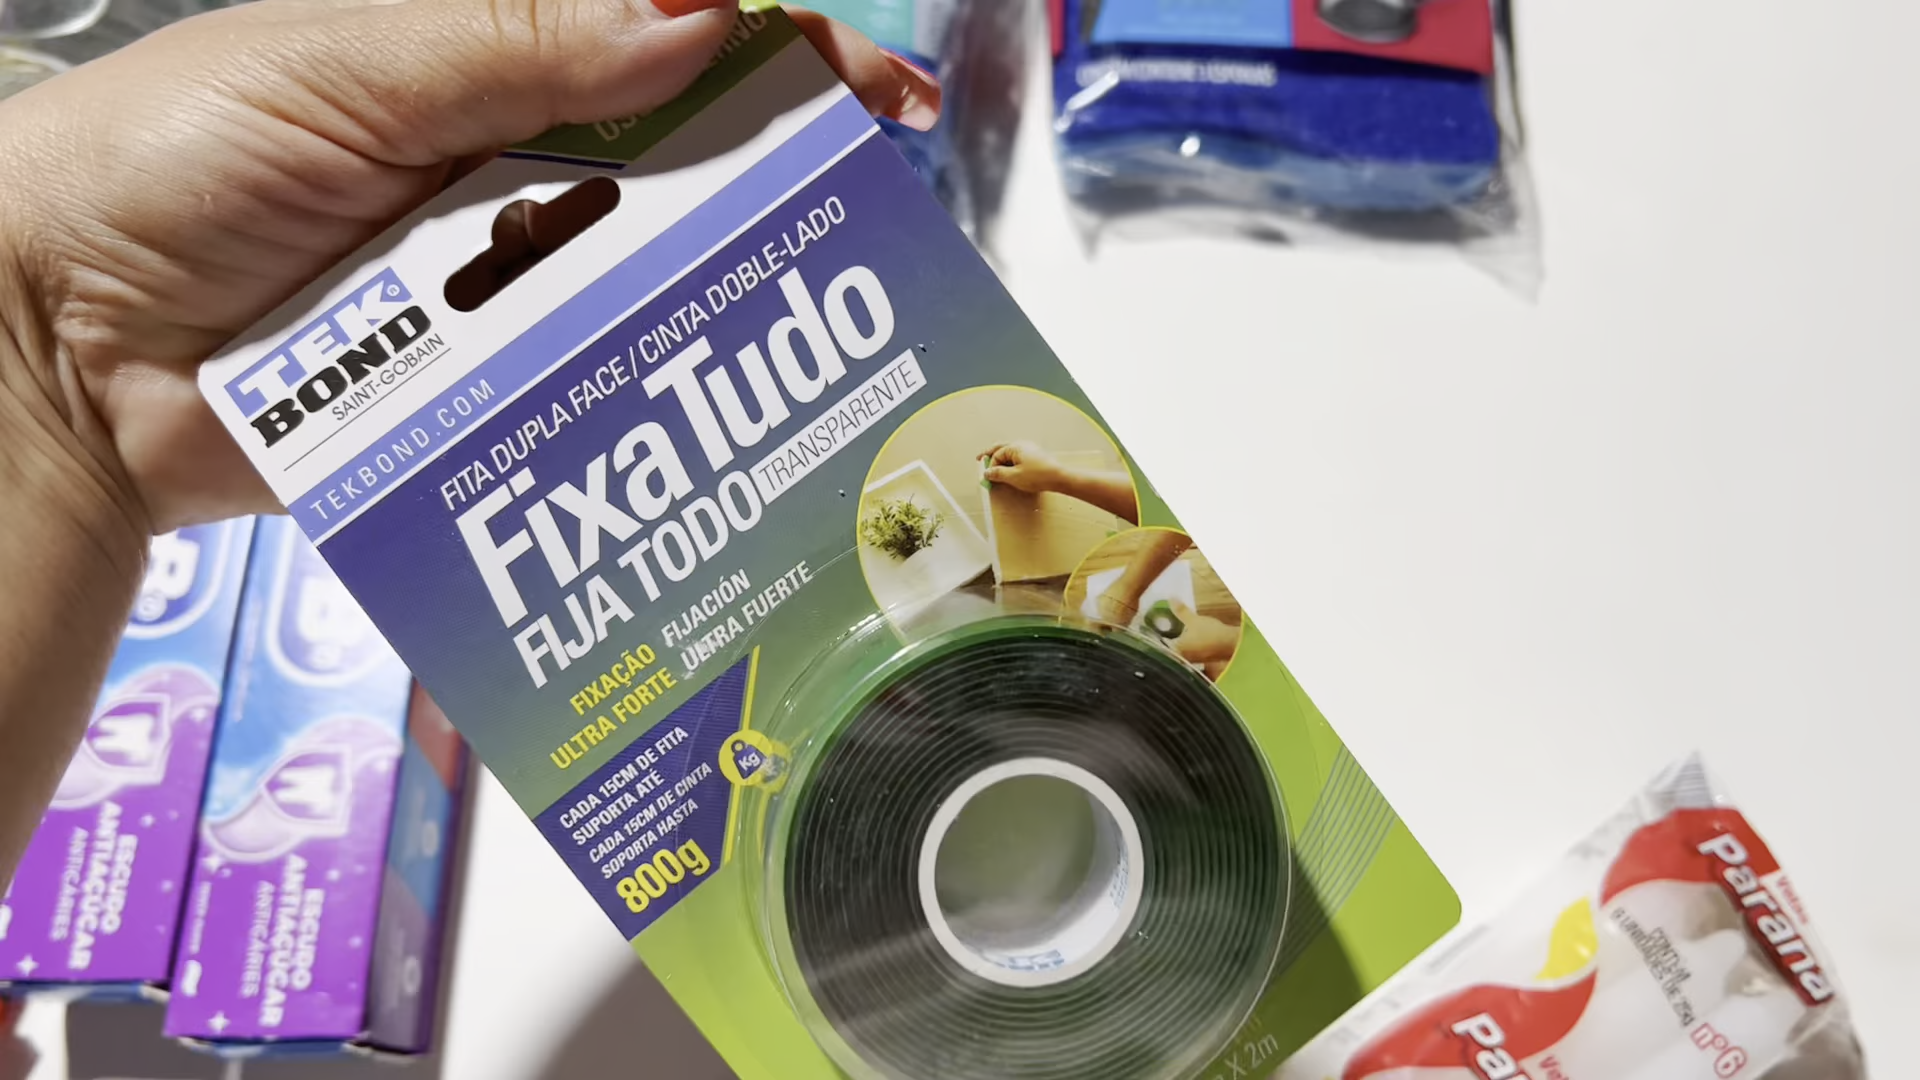 TEK
BOND
SAINT-GOBAIN
TEKBOND.COM
FITA DUPLA FACE / CINTA DOBLE-LADO
Fixa Tudo
FIJA TODO TRANSPARENTE
FIXAÇÃO
ULTRA FORTE
FIJACIÓN
ULTRA FUERTE
CADA 15CM DE FITA
SUPORTA ATÉ
CADA 15CM DE CINTA
SOPORTA HASTA
800g
Kg
X 2m
ESCUDO
ANTIAÇÚCAR
ANTICÁRIES
ESCUDO
ANTIAÇÚCAR
ANTICÁRIES
Velas
Paraná
nº6